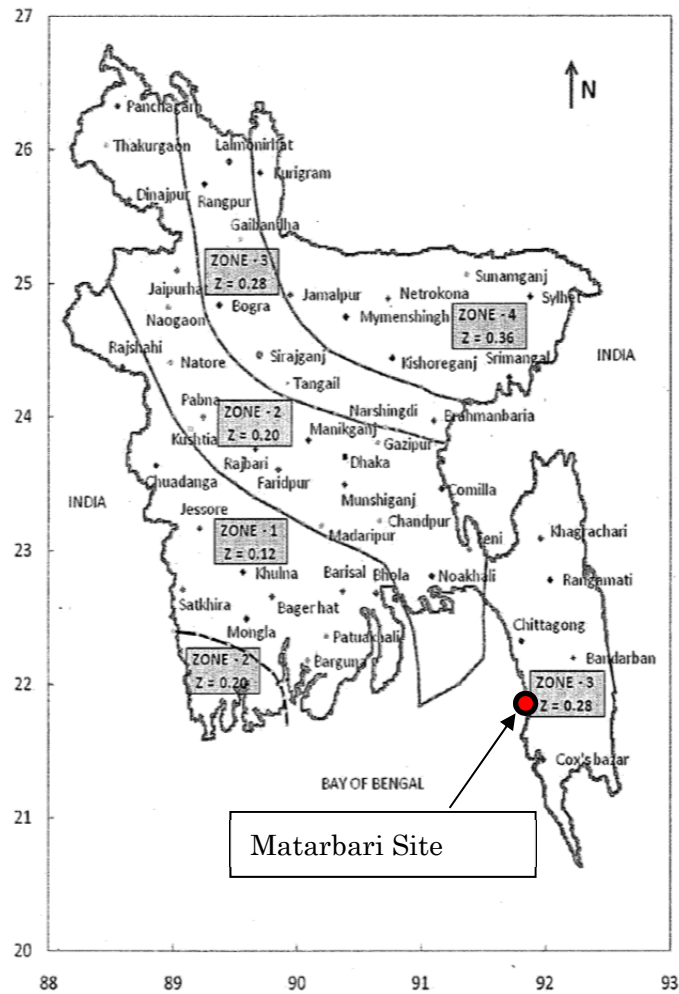 27
N
Panchagarh
26
Thakurgaon
Lalmonirhat
Kurigram
Dinajpur
Rangpur
Gaibandha
ZONE - 3
Z = 0.28
25
Sunamganj
Jaipurhat
Bogra
Jamalpur
Netrokona
Sylhet
Naogaon
Mymenshingh
ZONE - 4
Z = 0.36
Rajshahi
Natore
Sirajganj
Kishoreganj
Srimangal
INDIA
Tangail
Pabna
24
ZONE - 2
Z = 0.20
Narshingdi
Brahmanbaria
Manikganj
Kushtia
Gazipur
Rajbari
Dhaka
Chuadanga
Faridpur
INDIA
Munshiganj
Comilla
Jessore
Chandpur
23
ZONE - 1
Z = 0.12
Madaripur
Feni
Khagrachari
Khulna
Barisal
Bhola
Noakhali
Rangamati
Satkhira
Bagerhat
Mongla
Patuakhali
Chittagong
ZONE - 2
Z = 0.20
Barguna
Bandarban
22
ZONE - 3
Z = 0.28
Cox's bazar
BAY OF BENGAL
21
Matarbari Site
20
88
89
90
91
92
93